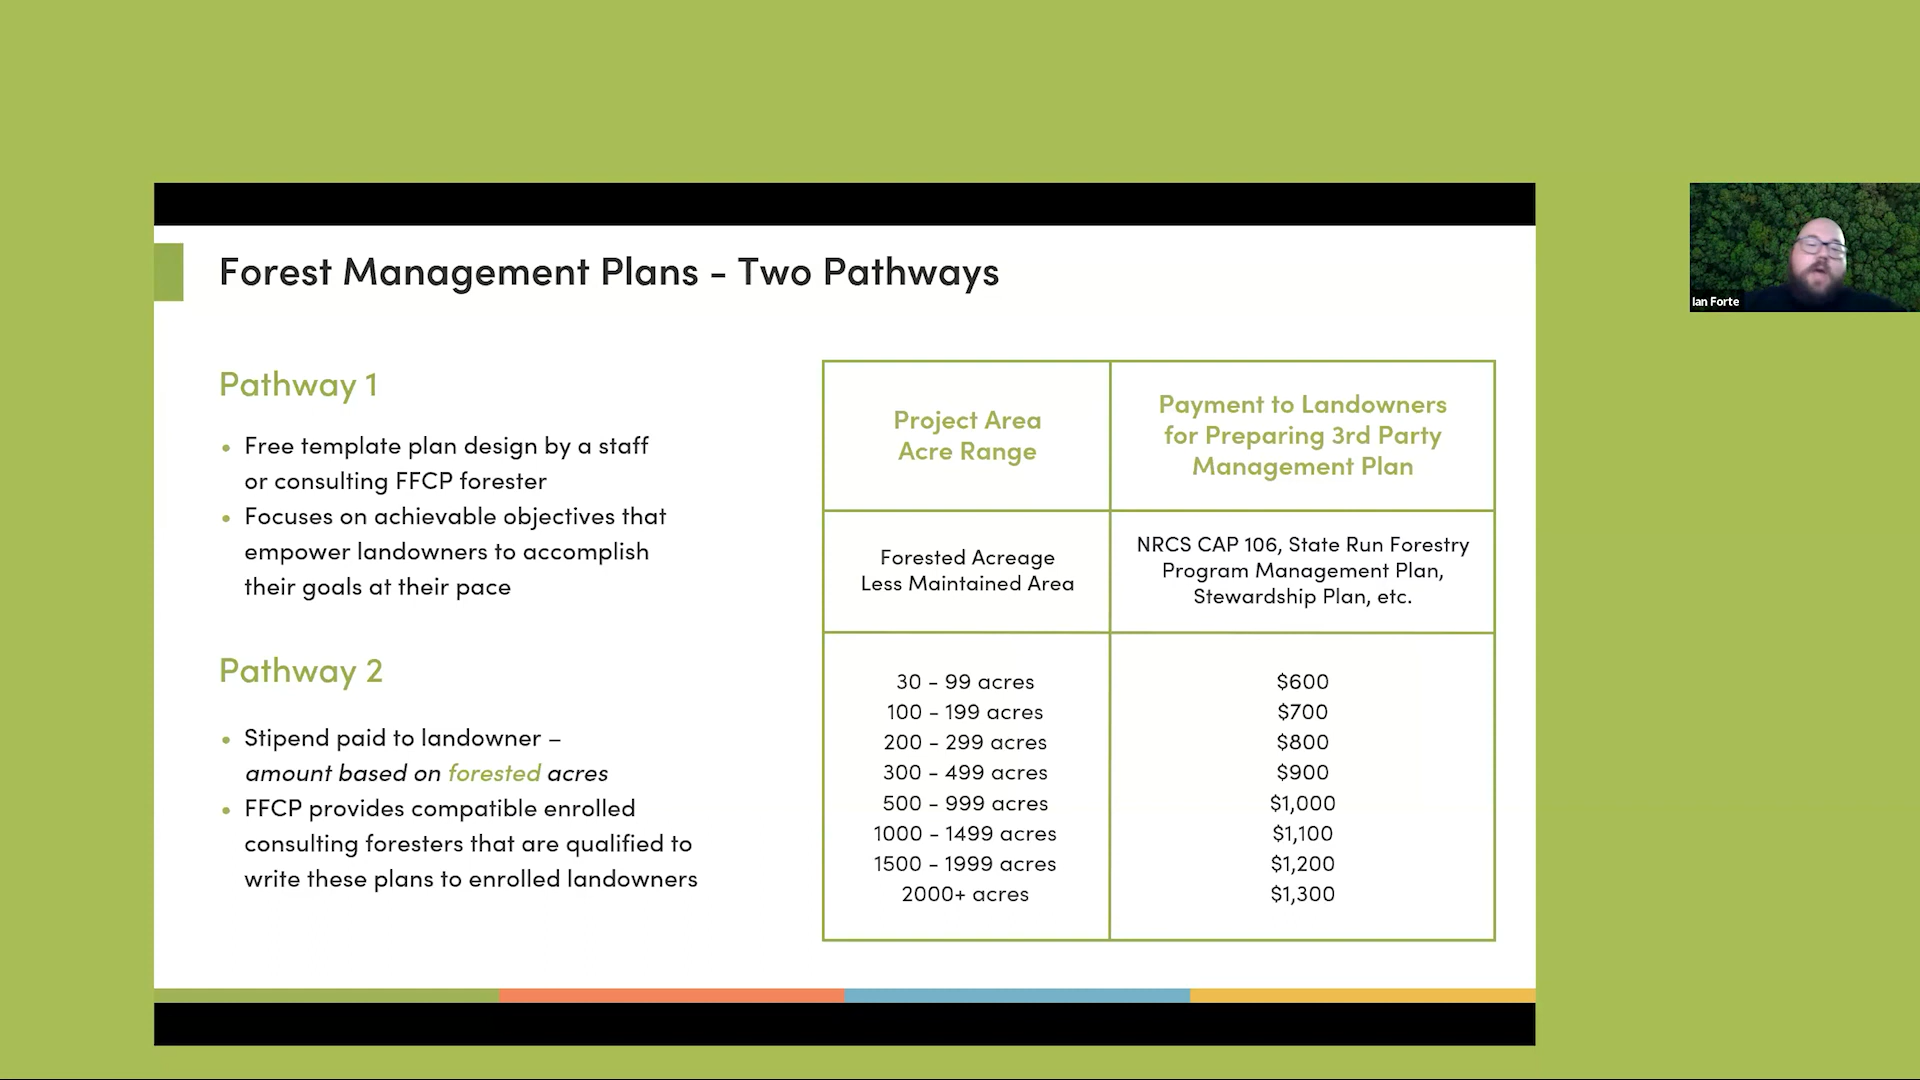 Forest Management Plans - Two Pathways
Pathway 1
• Free template plan design by a staff
or consulting FFCP forester
• Focuses on achievable objectives that
empower landowners to accomplish
their goals at their pace
Pathway 2
• Stipend paid to landowner –
amount based on forested acres
• FFCP provides compatible enrolled
consulting foresters that are qualified to
write these plans to enrolled landowners
Project Area
Acre Range
Payment to Landowners
for Preparing 3rd Party
Management Plan
Forested Acreage
Less Maintained Area
NRCS CAP 106, State Run Forestry
Program Management Plan,
Stewardship Plan, etc.
30 - 99 acres $600
100 - 199 acres $700
200 - 299 acres $800
300 - 499 acres $900
500 - 999 acres $1,000
1000 - 1499 acres $1,100
1500 - 1999 acres $1,200
2000+ acres $1,300
Ian Forte